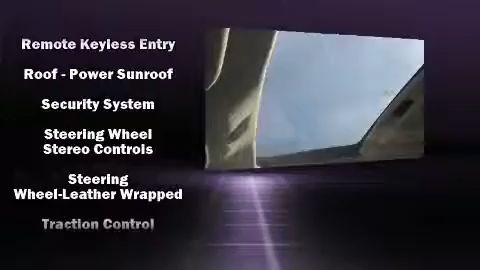 Remote Keyless Entry
Roof - Power Sunroof
Security System
Steering Wheel
Stereo Controls
Steering
Wheel-Leather Wrapped
Traction Control